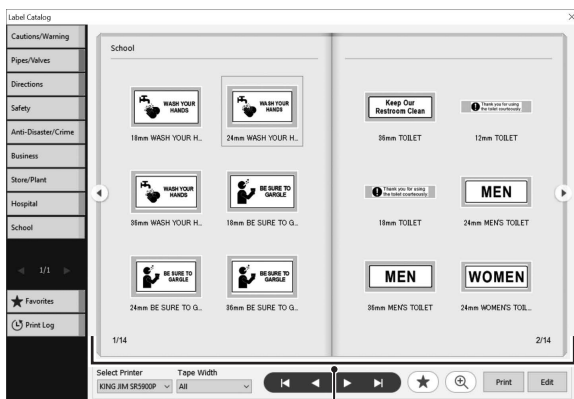 Label Catalog
Cautions/Warning
Pipes/Valves
Directions
Safety
Anti-Disaster/Crime
Business
Store/Plant
Hospital
School
1/1
Favorites
Print Log
School
WASH YOUR
HANDS
18mm WASH YOUR H...
WASH YOUR
HANDS
24mm WASH YOUR H...
WASH YOUR
HANDS
36mm WASH YOUR H...
BE SURE TO
GARGLE
18mm BE SURE TO G...
BE SURE TO
GARGLE
24mm BE SURE TO G...
BE SURE TO
GARGLE
36mm BE SURE TO G...
1/14
Keep Our
Restroom Clean
36mm TOILET
Thank you for using
the toilet courteously.
12mm TOILET
Thank you for using
the toilet courteously.
18mm TOILET
MEN
24mm MEN'S TOILET
MEN
36mm MEN'S TOILET
WOMEN
24mm WOMEN'S TOIL...
2/14
Select Printer
KING JIM SR5900P
Tape Width
All
Print
Edit